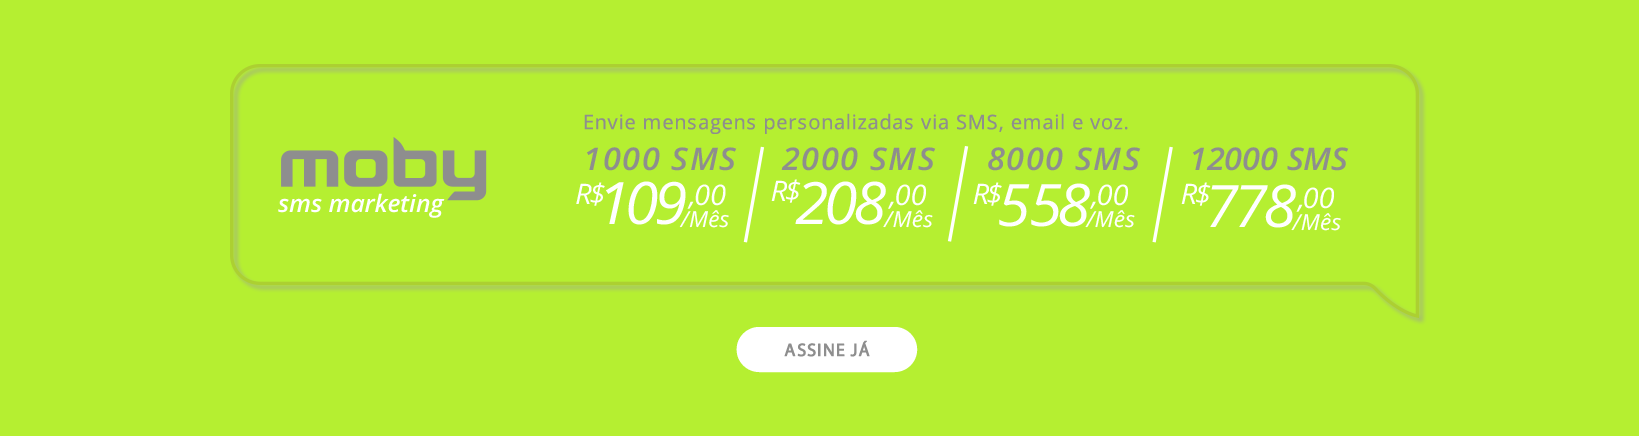 moby
sms marketing
Envie mensagens personalizadas via SMS, email e voz.
1000 SMS
R$109,00/Mês
2000 SMS
R$208,00/Mês
8000 SMS
R$558,00/Mês
12000 SMS
R$778,00/Mês
ASSINE JÁ